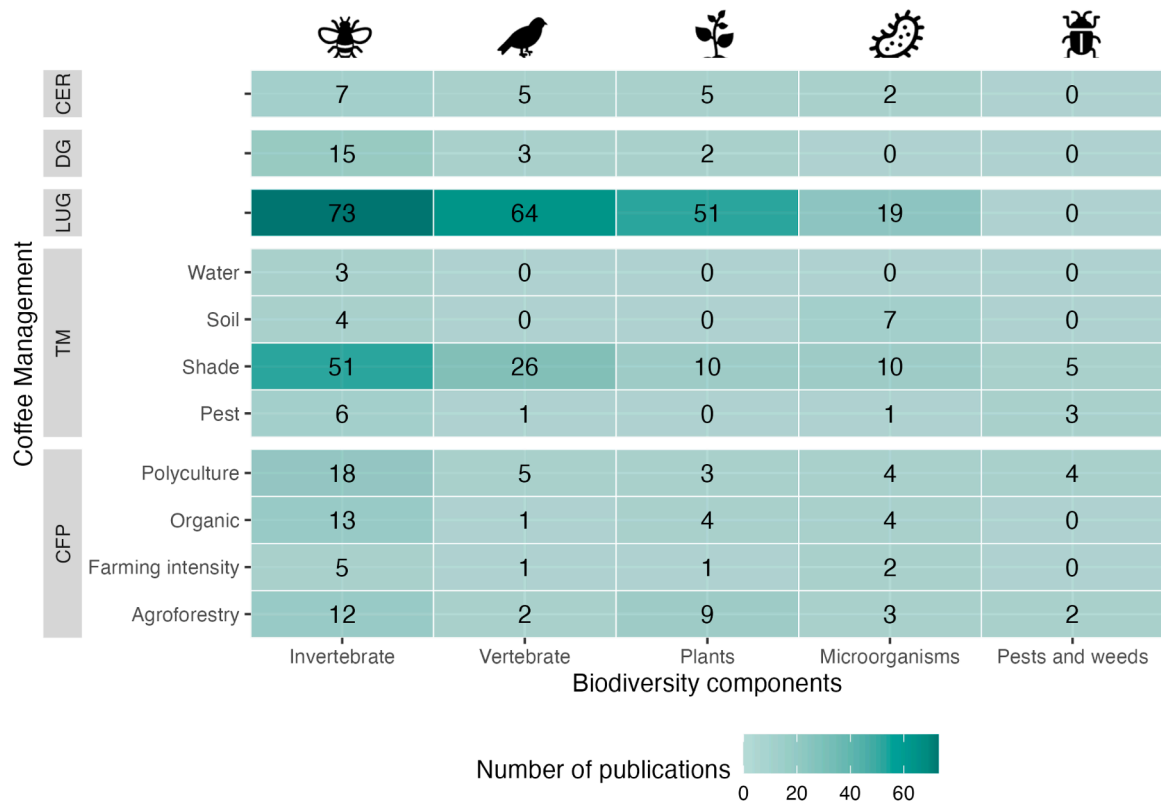 Coffee Management
CER
7 5 5 2 0
DG
15 3 2 0 0
LUG
73 64 51 19 0
TM
Water 3 0 0 0 0
Soil 4 0 0 7 0
Shade 51 26 10 10 5
Pest 6 1 0 1 3
CFP
Polyculture 18 5 3 4 4
Organic 13 1 4 4 0
Farming intensity 5 1 1 2 0
Agroforestry 12 2 9 3 2
Invertebrate Vertebrate Plants Microorganisms Pests and weeds
Biodiversity components
Number of publications
0 20 40 60